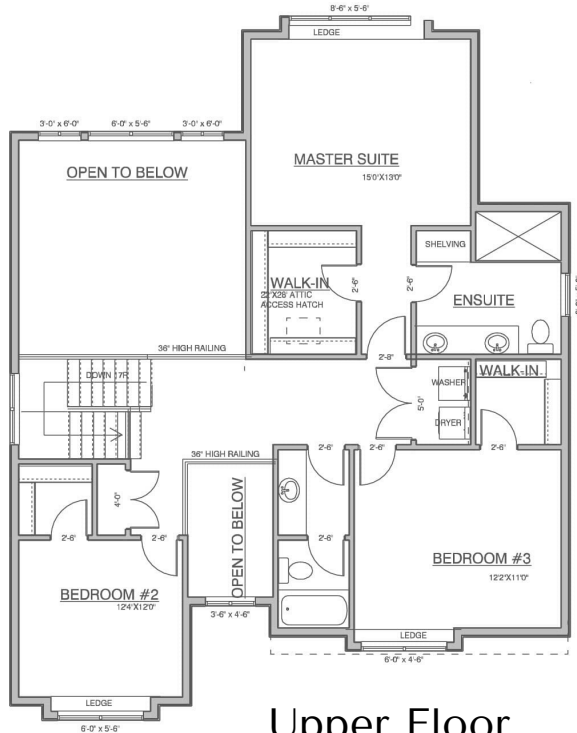 8'-6" x 5'-6"
LEDGE
3'-0" x 6'-0"
6'-0" x 5'-6"
3'-0" x 6'-0"
OPEN TO BELOW
MASTER SUITE
15'0"X13'0"
SHELVING
WALK-IN
22"X28" ATTIC
ACCESS HATCH
2'-6"
2'-6"
ENSUITE
36" HIGH RAILING
2'-8"
DOWN 17R
WASHER
DRYER
5'-0"
WALK-IN
36" HIGH RAILING
2'-6"
2'-6"
2'-6"
4'-0"
2'-6"
2'-6"
2'-6"
OPEN TO BELOW
BEDROOM #2
12'4"X12'0"
BEDROOM #3
12'2"X11'0"
3'-6" x 4'-6"
LEDGE
6'-0" x 4'-6"
LEDGE
6'-0" x 5'-6"
Upper Floor